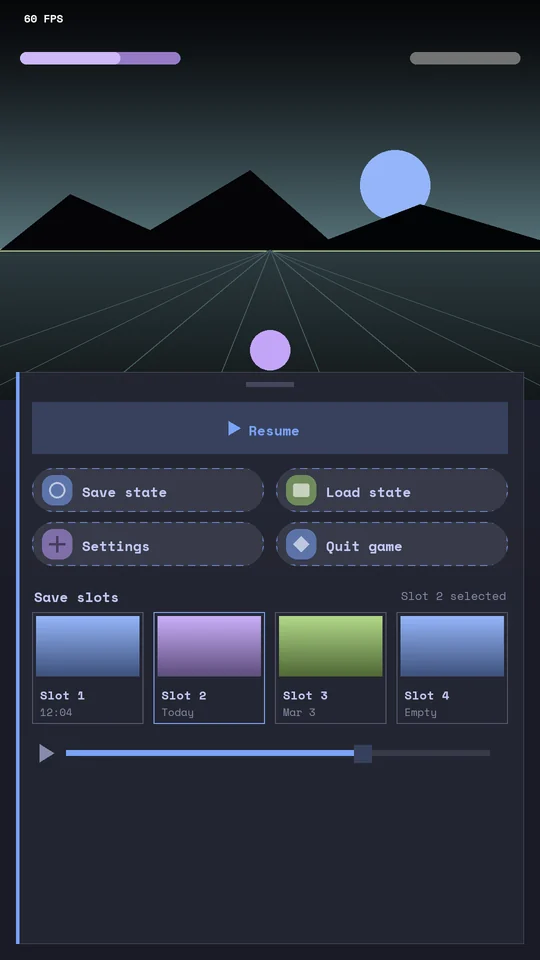 60 FPS
Resume
Save state
Load state
Settings
Quit game
Save slots
Slot 2 selected
Slot 1
12:04
Slot 2
Today
Slot 3
Mar 3
Slot 4
Empty